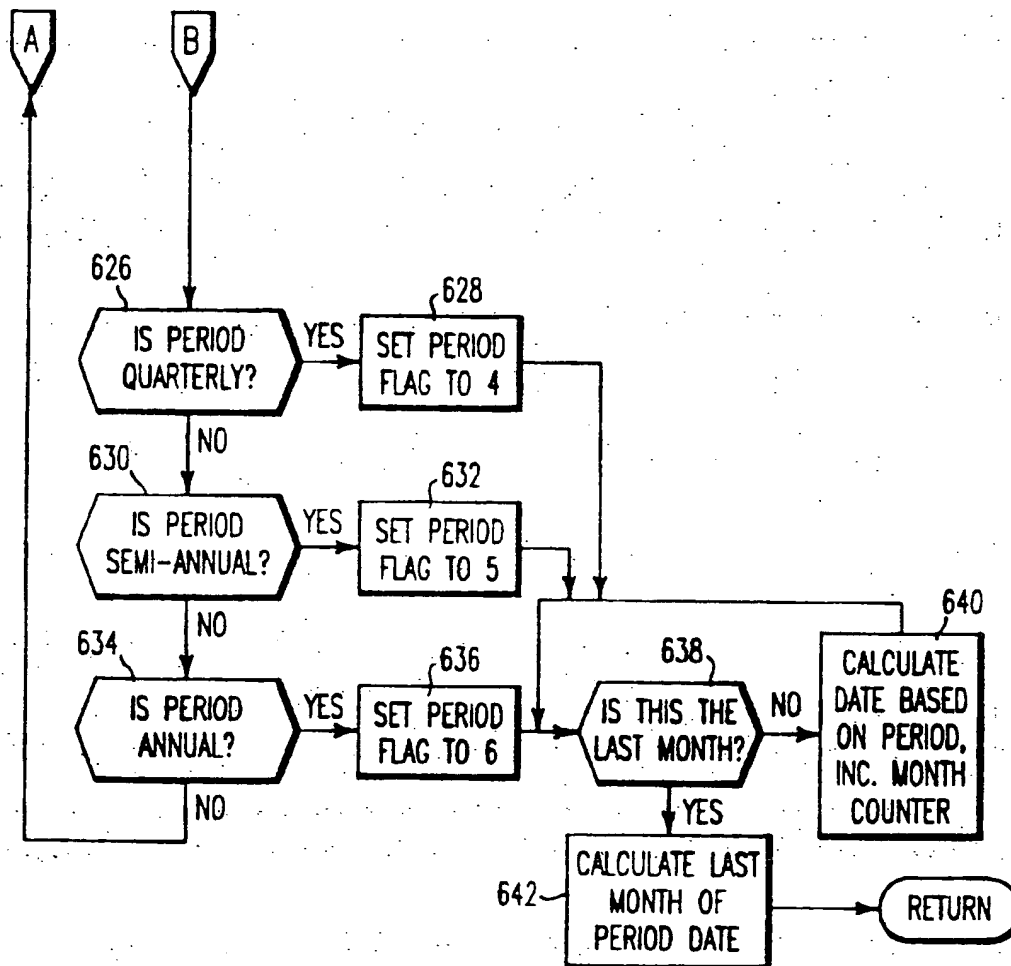 A
B
626
IS PERIOD
QUARTERLY?
YES
628
SET PERIOD
FLAG TO 4
NO
630
IS PERIOD
SEMI-ANNUAL?
YES
632
SET PERIOD
FLAG TO 5
NO
634
IS PERIOD
ANNUAL?
YES
636
SET PERIOD
FLAG TO 6
NO
638
IS THIS THE
LAST MONTH?
NO
640
CALCULATE
DATE BASED
ON PERIOD,
INC. MONTH
COUNTER
YES
642
CALCULATE LAST
MONTH OF
PERIOD DATE
RETURN